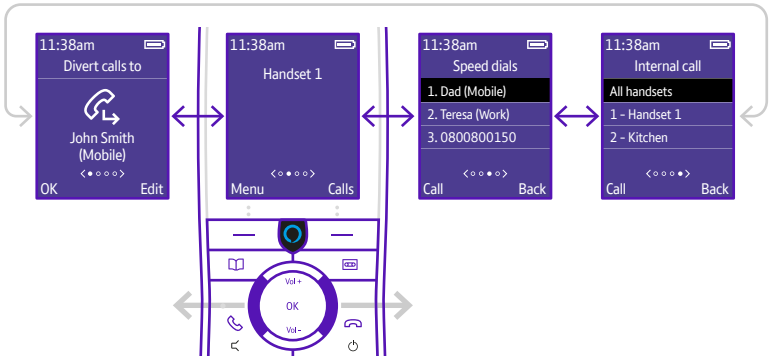 11:38am
Divert calls to
John Smith
(Mobile)
OK Edit
11:38am
Handset 1
Menu Calls
11:38am
Speed dials
1. Dad (Mobile)
2. Teresa (Work)
3. 0800800150
Call Back
11:38am
Internal call
All handsets
1 - Handset 1
2 - Kitchen
Call Back
Vol +
OK
Vol -